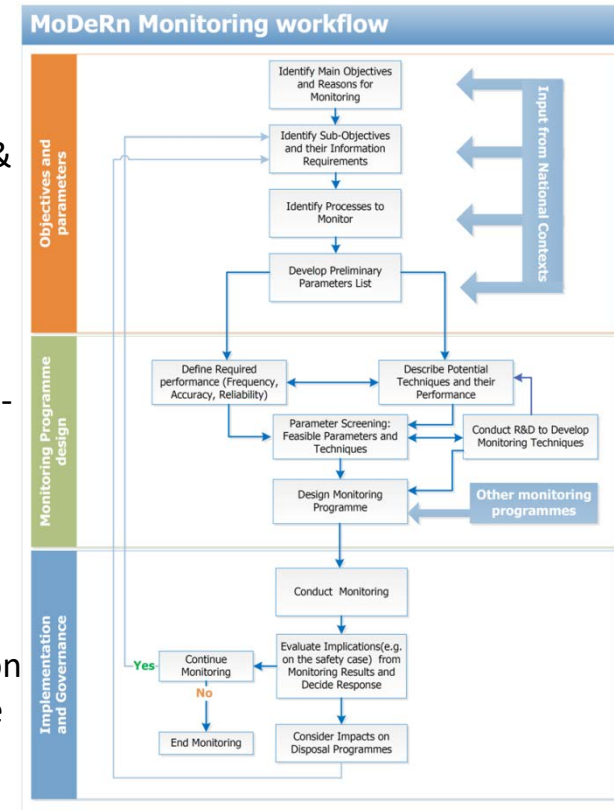 MoDeRn Monitoring workflow
&
-
on
e
Objectives and
parameters
Identify Main Objectives
and Reasons for
Monitoring
Identify Sub-Objectives
and their Information
Requirements
Identify Processes to
Monitor
Develop Preliminary
Parameters List
Input from National Contexts
Monitoring Programme
design
Define Required
performance (Frequency,
Accuracy, Reliability)
Describe Potential
Techniques and their
Performance
Parameter Screening:
Feasible Parameters and
Techniques
Conduct R&D to Develop
Monitoring Techniques
Design Monitoring
Programme
Other monitoring
programmes
Implementation
and Governance
Conduct Monitoring
Evaluate Implications(e.g.
on the safety case) from
Monitoring Results and
Decide Response
Continue
Monitoring
Yes
No
End Monitoring
Consider Impacts on
Disposal Programmes